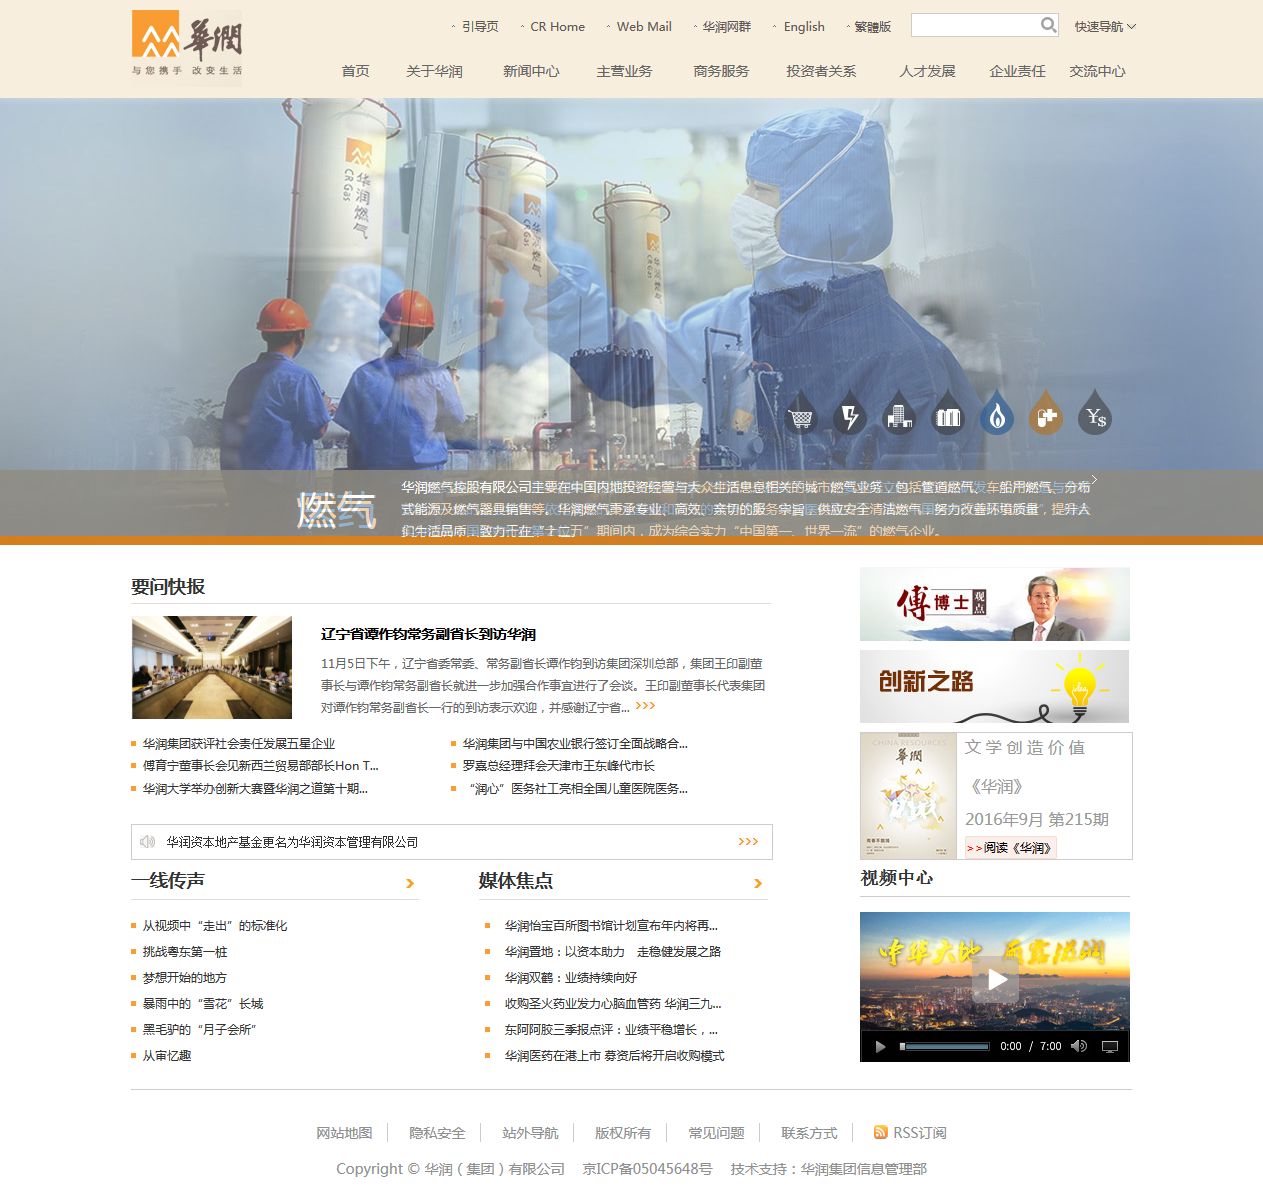 華潤
与您携手 改变生活
引导页 CR Home Web Mail 华润网群 English 繁體版 快速导航
首页 关于华润 新闻中心 主营业务 商务服务 投资者关系 人才发展 企业责任 交流中心
华润燃气 CR Gas
华润燃气 CR Gas
华润燃气 CR Gas
燃气
华润燃气控股有限公司主要在中国内地投资经营与大众生活息息相关的城市燃气业务，包括管道燃气、车船用燃气、分布
式能源及燃气器具销售等。华润燃气秉承专业、高效、亲切的服务宗旨，供应安全清洁燃气，努力改善环境质量，提升人
们生活品质，致力于在“十二五”期间内，成为综合实力“中国第一、世界一流”的燃气企业。
要问快报
辽宁省谭作钧常务副省长到访华润
11月5日下午，辽宁省委常委、常务副省长谭作钧到访集团深圳总部，集团王印副董
事长与谭作钧常务副省长就进一步加强合作事宜进行了会谈。王印副董事长代表集团
对谭作钧常务副省长一行的到访表示欢迎，并感谢辽宁省... >>>
华润集团获评社会责任发展五星企业
华润集团与中国农业银行签订全面战略合...
傅育宁董事长会见新西兰贸易部部长Hon T...
罗嘉总经理拜会天津市王东峰代市长
华润大学举办创新大赛暨华润之道第十期...
“润心”医务社工亮相全国儿童医院医务...
华润资本地产基金更名为华润资本管理有限公司 >>>
一线传声
从视频中“走出”的标准化
挑战粤东第一桩
梦想开始的地方
暴雨中的“雪花”长城
黑毛驴的“月子会所”
从审忆趣
媒体焦点
华润怡宝百所图书馆计划宣布年内将再...
华润置地：以资本助力 走稳健发展之路
华润双鹤：业绩持续向好
收购圣火药业发力心脑血管药 华润三九...
东阿阿胶三季报点评：业绩平稳增长，...
华润医药在港上市 募资后将开启收购模式
傅博士 观点
创新之路
CHINA RESOURCES
華潤
文学创造价值
《华润》
2016年9月 第215期
>>阅读《华润》
视频中心
中华大地 雨露滋润
0:00 / 7:00
网站地图 隐私安全 站外导航 版权所有 常见问题 联系方式 RSS订阅
Copyright © 华润（集团）有限公司 京ICP备05045648号 技术支持：华润集团信息管理部